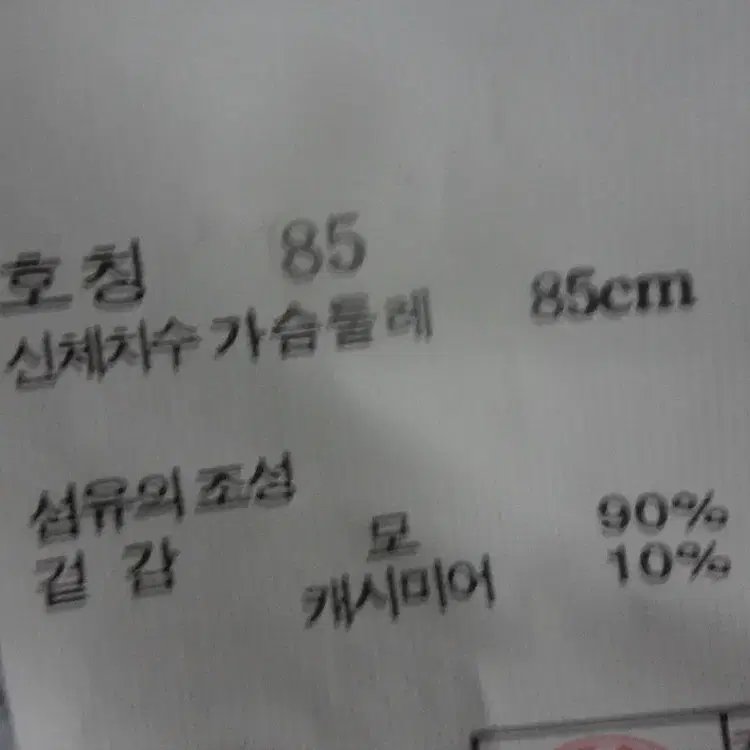 호칭 85
신체치수 가슴둘레 85cm
섬유의 조성
겉감 모 90%
캐시미어 10%